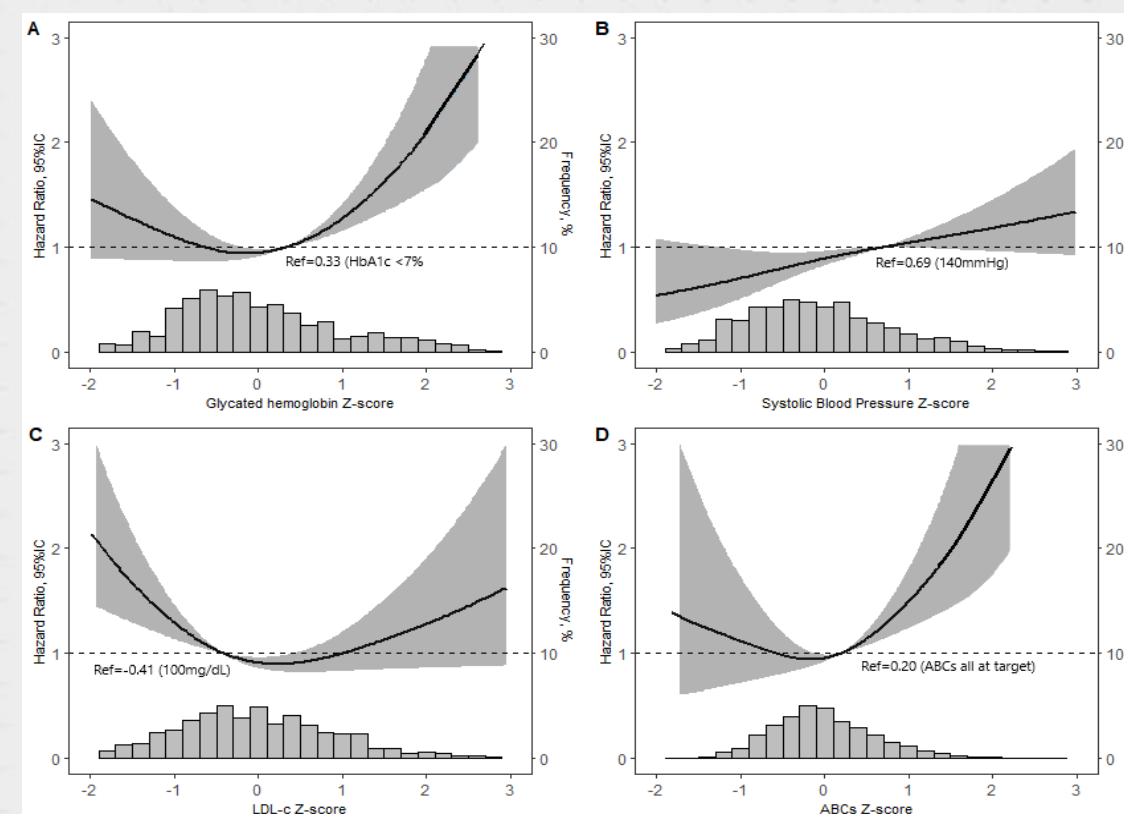 A
3
2
1
0
30
20
10
0
Hazard Ratio, 95%IC
Frequency, %
Ref=0.33 (HbA1c <7%
-2 -1 0 1 2 3
Glycated hemoglobin Z-score
B
3
2
1
0
30
20
10
0
Hazard Ratio, 95%IC
Ref=0.69 (140mmHg)
-2 -1 0 1 2 3
Systolic Blood Pressure Z-score
C
3
2
1
0
30
20
10
0
Hazard Ratio, 95%IC
Frequency, %
Ref=-0.41 (100mg/dL)
-2 -1 0 1 2 3
LDL-c Z-score
D
3
2
1
0
30
20
10
0
Hazard Ratio, 95%IC
Ref=0.20 (ABCs all at target)
-2 -1 0 1 2 3
ABCs Z-score